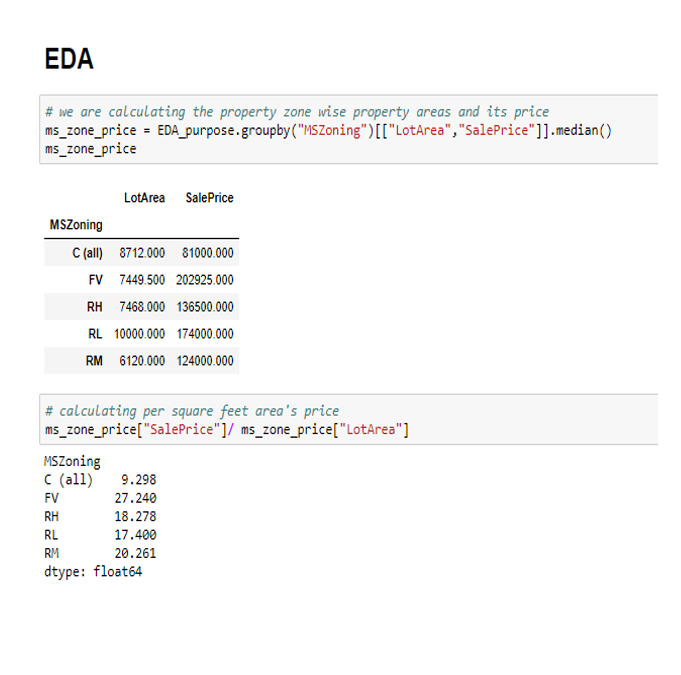 EDA
# we are calculating the property zone wise property areas and its price
ms_zone_price = EDA_purpose.groupby("MSZoning")[["LotArea","SalePrice"]].median()
ms_zone_price
LotArea SalePrice
MSZoning
C (all) 8712.000 81000.000
FV 7449.500 202925.000
RH 7468.000 136500.000
RL 10000.000 174000.000
RM 6120.000 124000.000
# calculating per square feet area's price
ms_zone_price["SalePrice"]/ ms_zone_price["LotArea"]
MSZoning
C (all) 9.298
FV 27.240
RH 18.278
RL 17.400
RM 20.261
dtype: float64